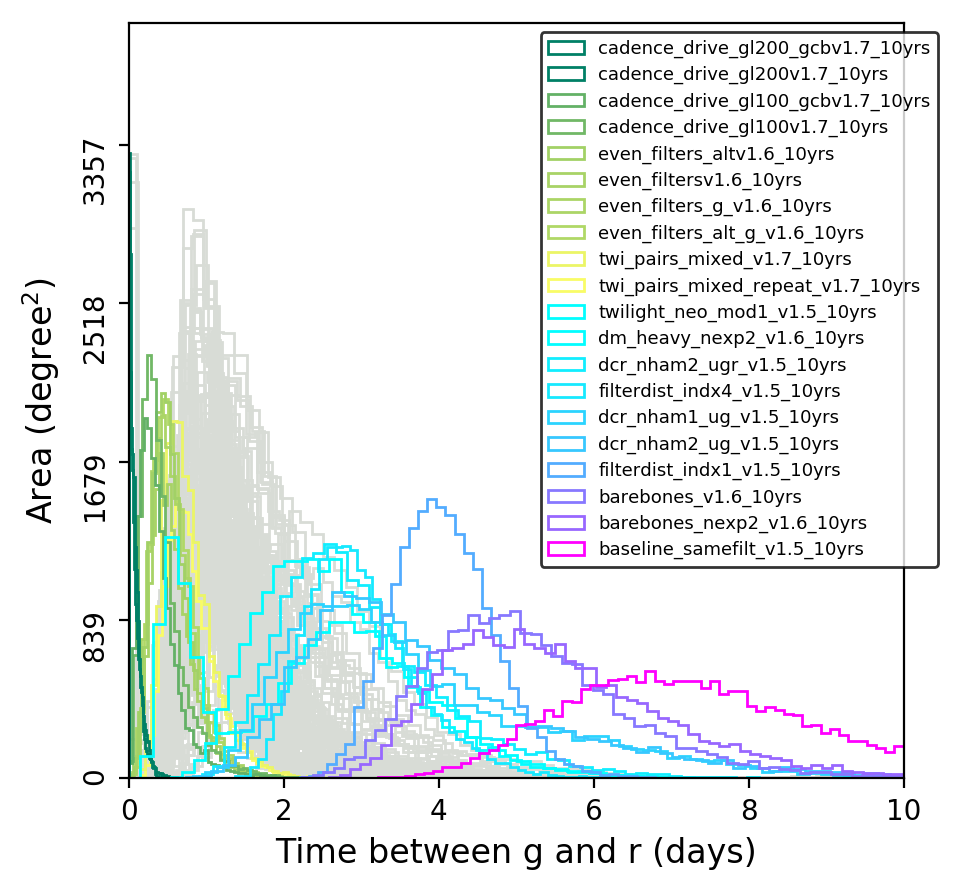 cadence_drive_gl200_gcbv1.7_10yrs
cadence_drive_gl200v1.7_10yrs
cadence_drive_gl100_gcbv1.7_10yrs
cadence_drive_gl100v1.7_10yrs
even_filters_altv1.6_10yrs
even_filtersv1.6_10yrs
even_filters_g_v1.6_10yrs
even_filters_alt_g_v1.6_10yrs
twi_pairs_mixed_v1.7_10yrs
twi_pairs_mixed_repeat_v1.7_10yrs
twilight_neo_mod1_v1.5_10yrs
dm_heavy_nexp2_v1.6_10yrs
dcr_nham2_ugr_v1.5_10yrs
filterdist_indx4_v1.5_10yrs
dcr_nham1_ug_v1.5_10yrs
dcr_nham2_ug_v1.5_10yrs
filterdist_indx1_v1.5_10yrs
barebones_v1.6_10yrs
barebones_nexp2_v1.6_10yrs
baseline_samefilt_v1.5_10yrs
3357
2518
1679
839
0
Area (degree²)
0 2 4 6 8 10
Time between g and r (days)